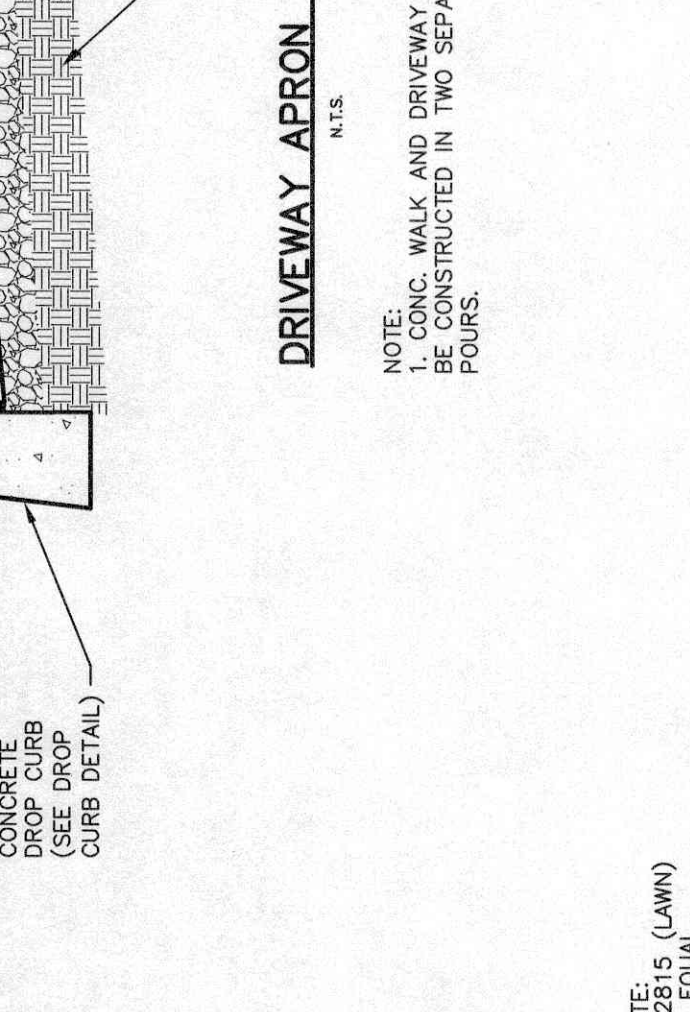 CONCRETE
DROP CURB
(SEE DROP
CURB DETAIL)
DRIVEWAY APRON
N.T.S.
NOTE:
1. CONC. WALK AND DRIVEWAY
BE CONSTRUCTED IN TWO SEPA
POURS.
TE:
2815 (LAWN)
EQUAL